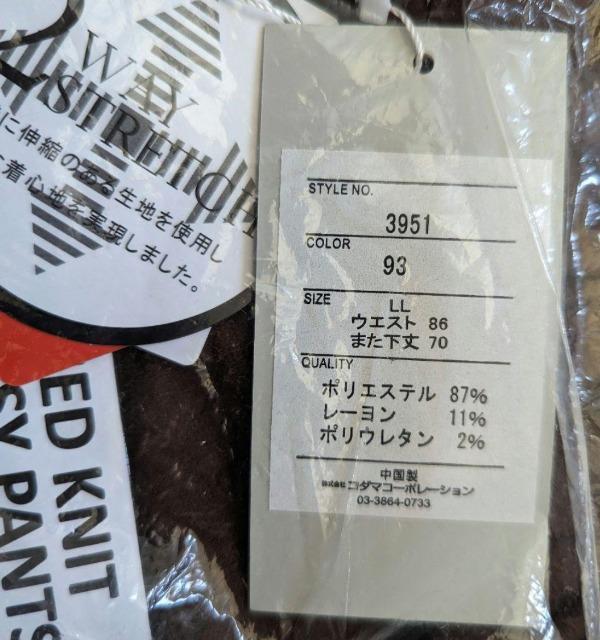 2 WAY
STRETCH
に伸縮のある生地を使用し
着心地を実現しました。
ED KNIT
SY PANTS
STYLE NO.
3951
COLOR
93
SIZE
LL
ウエスト 86
また下丈 70
QUALITY
ポリエステル 87%
レーヨン 11%
ポリウレタン 2%
中国製
株式会社コダマコーポレーション
03-3864-0733